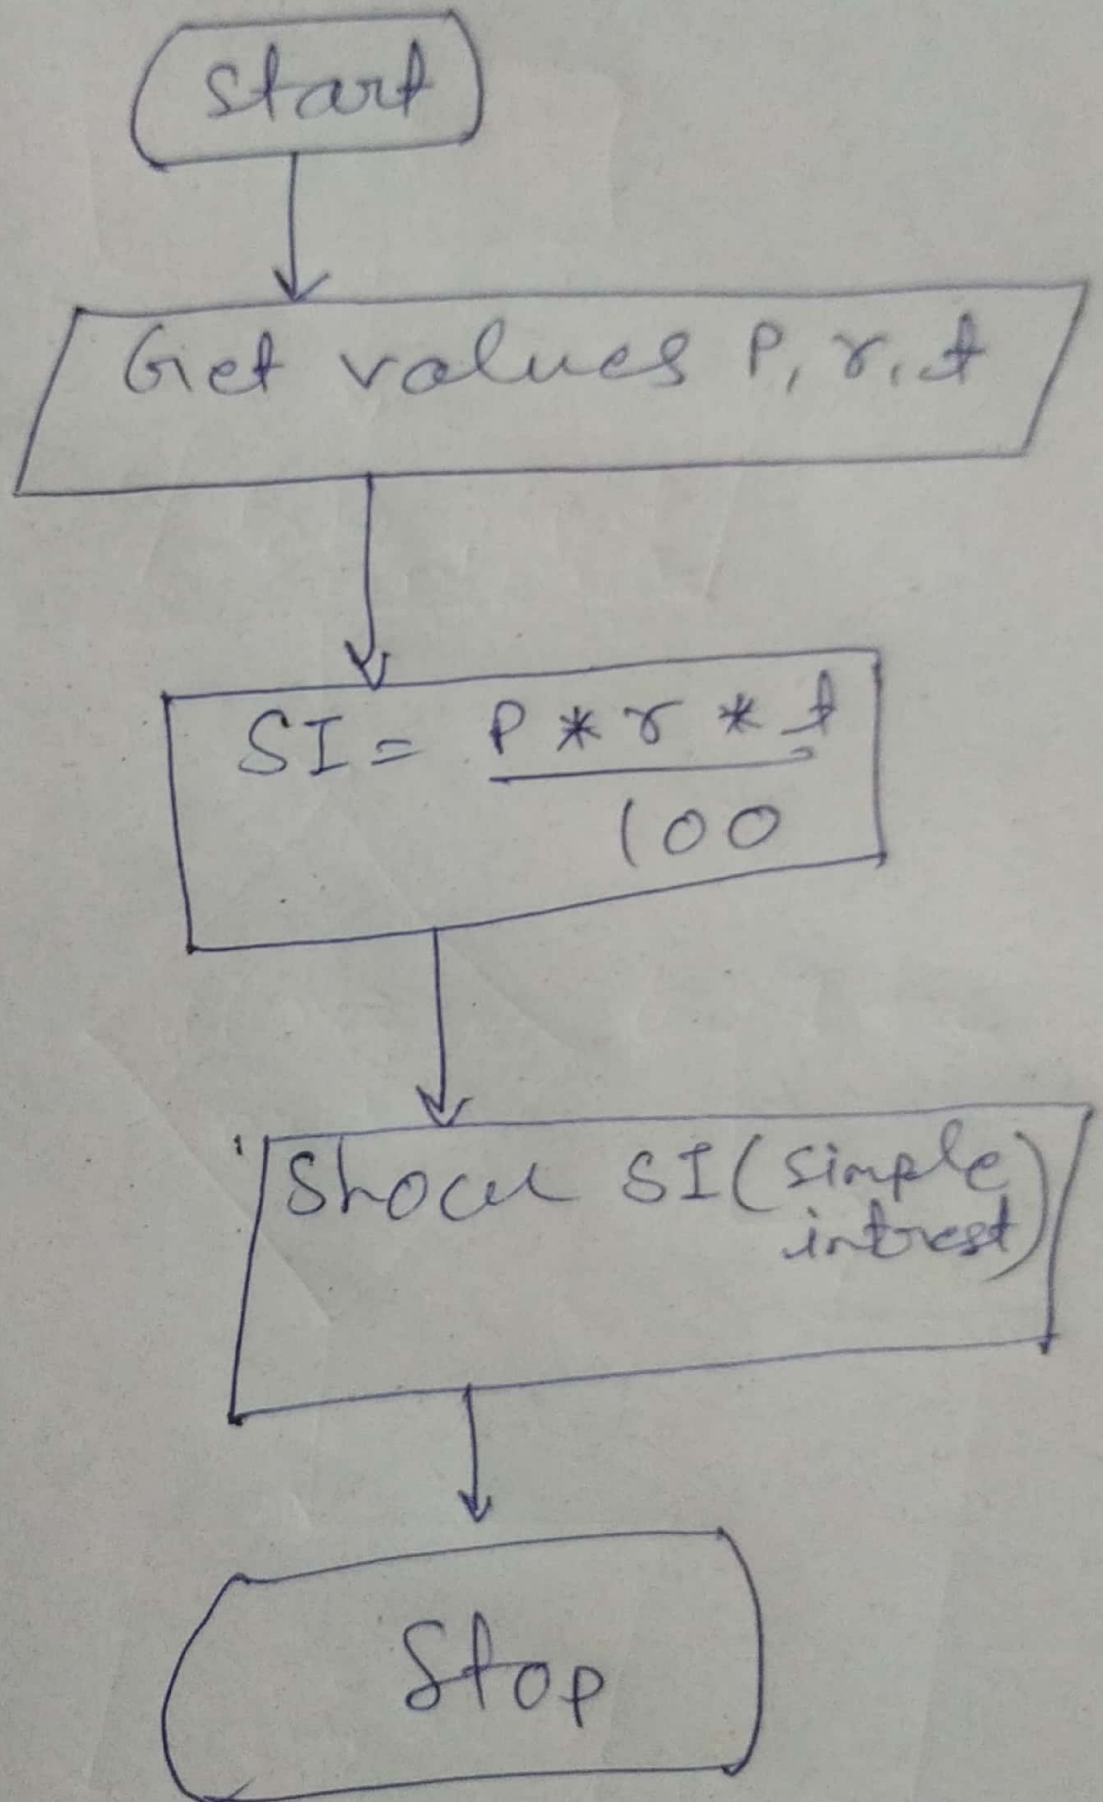 Start
Get values P, r, t
SI = P * r * t
100
Show SI (simple
intrest)
Stop